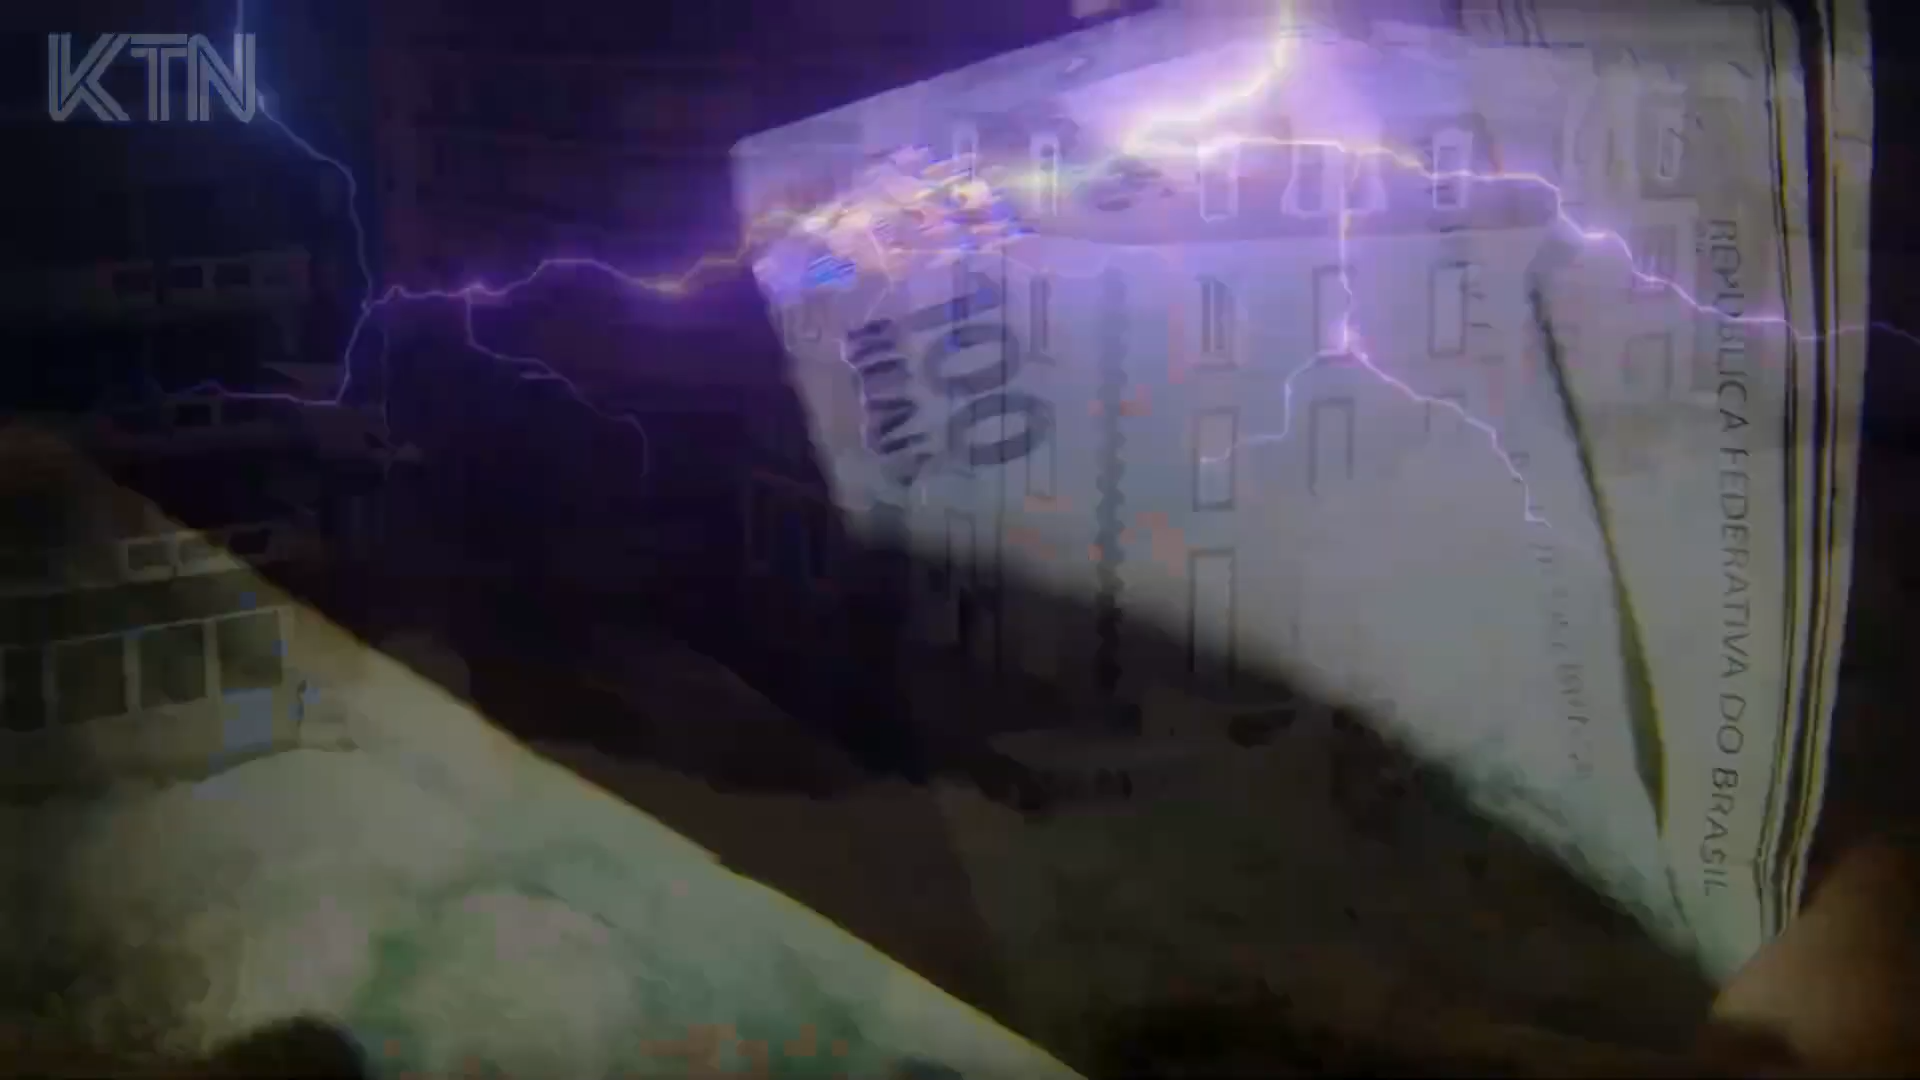 KTN
100
REAIS
REPÚBLICA FEDERATIVA DO BRASIL